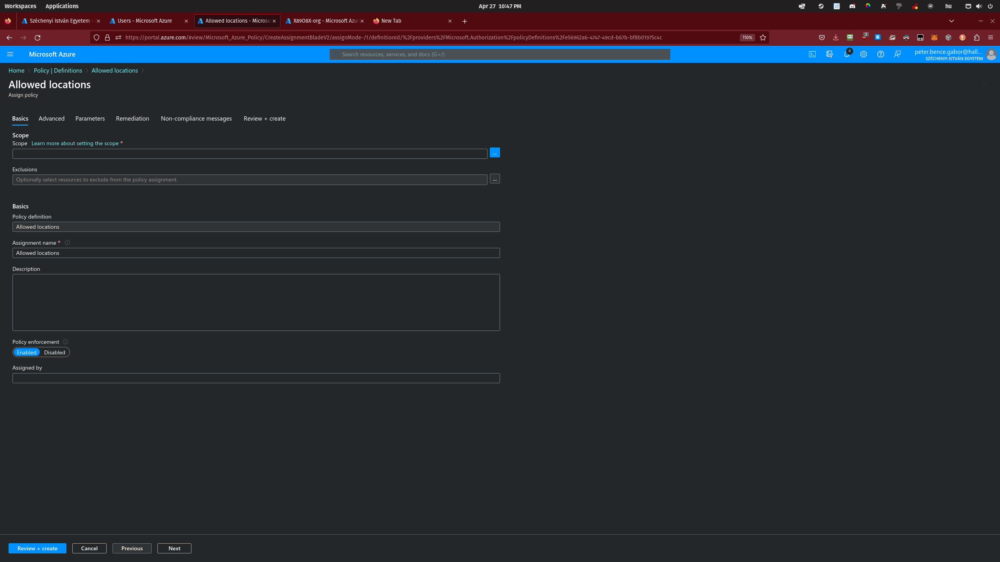 Workspaces Applications Apr 27 10:47 PM hu
Széchenyi István Egyetem - Users - Microsoft Azure Allowed locations - Microso X89O8X-org - Microsoft Azur New Tab
https://portal.azure.com/#view/Microsoft_Azure_Policy/CreateAssignmentBladeV2/assignMode~/1/definitionId/%2Fproviders%2FMicrosoft.Authorization%2FpolicyDefinitions%2Fe56962a6-4747-49cd-b67b-bf8b01975c4c 110% 3
Microsoft Azure Search resources, services, and docs (G+/) 4 peter.bence.gabor@hall...
SZÉCHENYI ISTVÁN EGYETEM
Home Policy | Definitions Allowed locations
Allowed locations
Assign policy
Basics Advanced Parameters Remediation Non-compliance messages Review + create
Scope
Scope Learn more about setting the scope *
...
Exclusions
Optionally select resources to exclude from the policy assignment. ...
Basics
Policy definition
Allowed locations
Assignment name *
Allowed locations
Description
Policy enforcement
Enabled Disabled
Assigned by
Review + create Cancel Previous Next